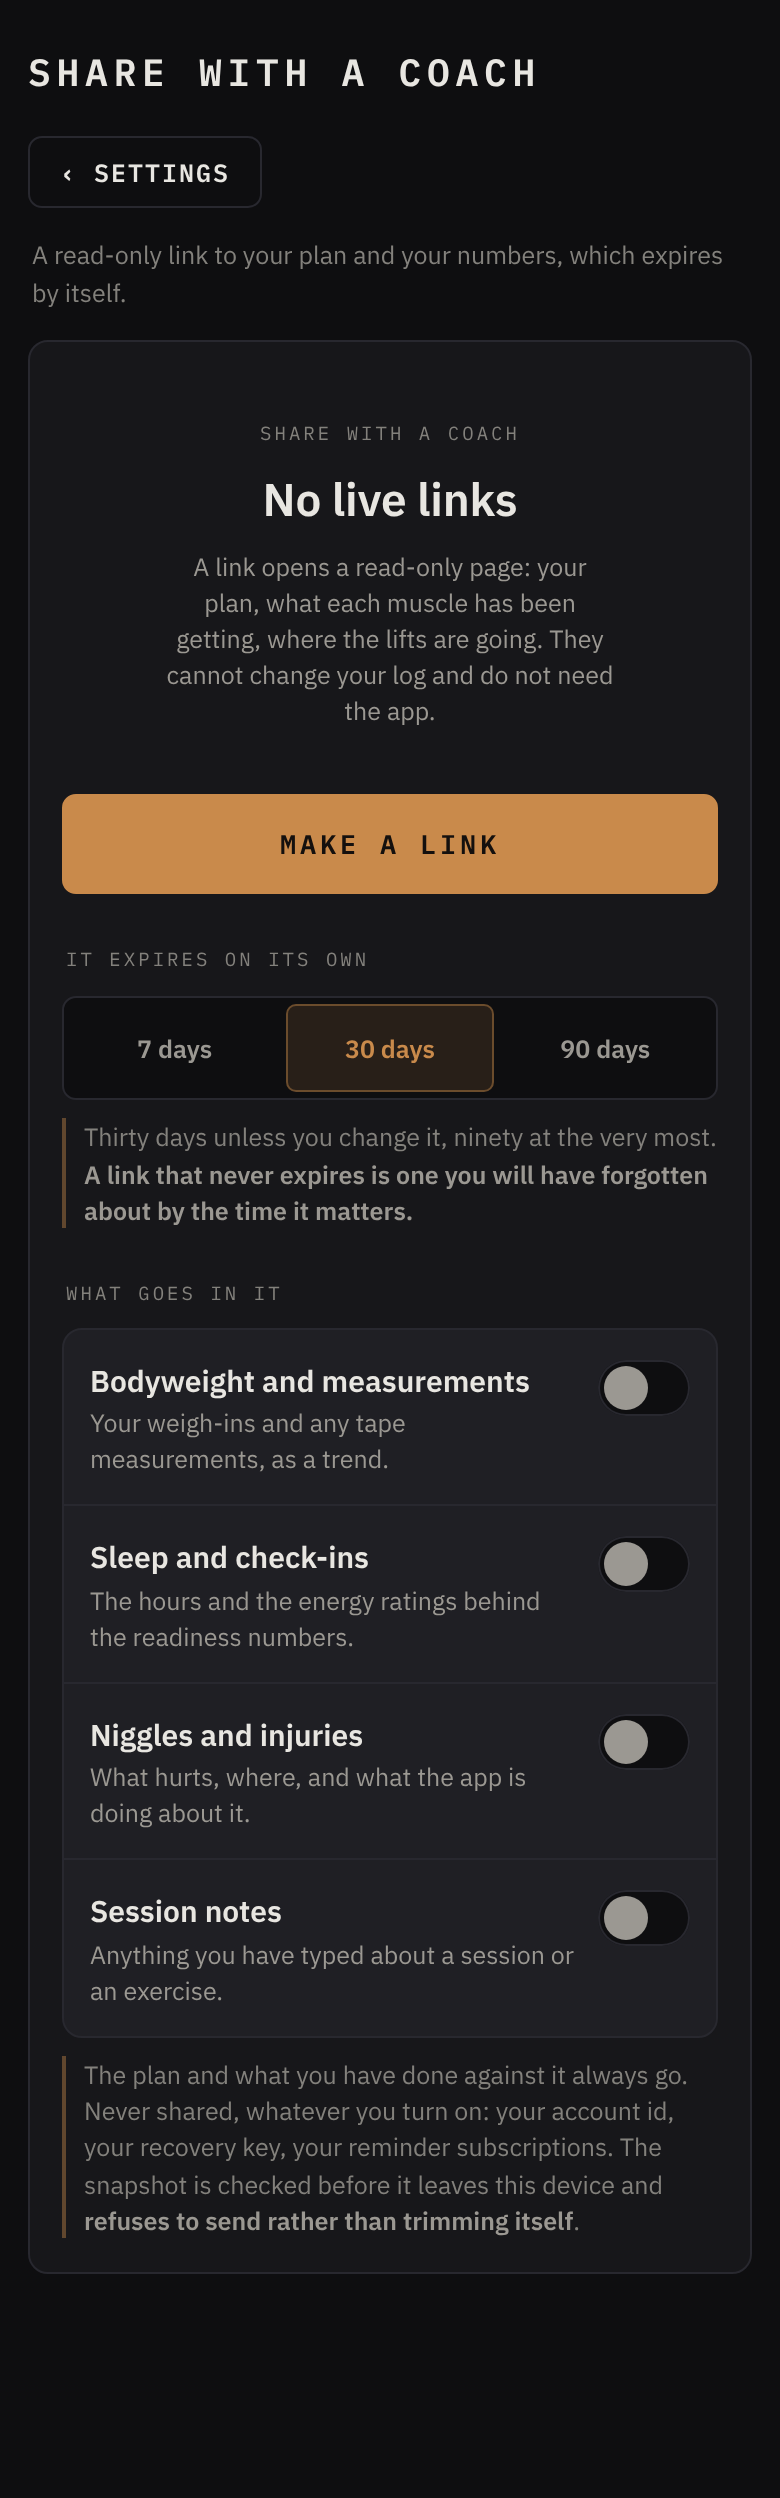 SHARE WITH A COACH
‹ SETTINGS
A read-only link to your plan and your numbers, which expires
by itself.
SHARE WITH A COACH
No live links
A link opens a read-only page: your
plan, what each muscle has been
getting, where the lifts are going. They
cannot change your log and do not need
the app.
MAKE A LINK
IT EXPIRES ON ITS OWN
7 days 30 days 90 days
Thirty days unless you change it, ninety at the very most.
A link that never expires is one you will have forgotten
about by the time it matters.
WHAT GOES IN IT
Bodyweight and measurements
Your weigh-ins and any tape
measurements, as a trend.
Sleep and check-ins
The hours and the energy ratings behind
the readiness numbers.
Niggles and injuries
What hurts, where, and what the app is
doing about it.
Session notes
Anything you have typed about a session or
an exercise.
The plan and what you have done against it always go.
Never shared, whatever you turn on: your account id,
your recovery key, your reminder subscriptions. The
snapshot is checked before it leaves this device and
refuses to send rather than trimming itself.